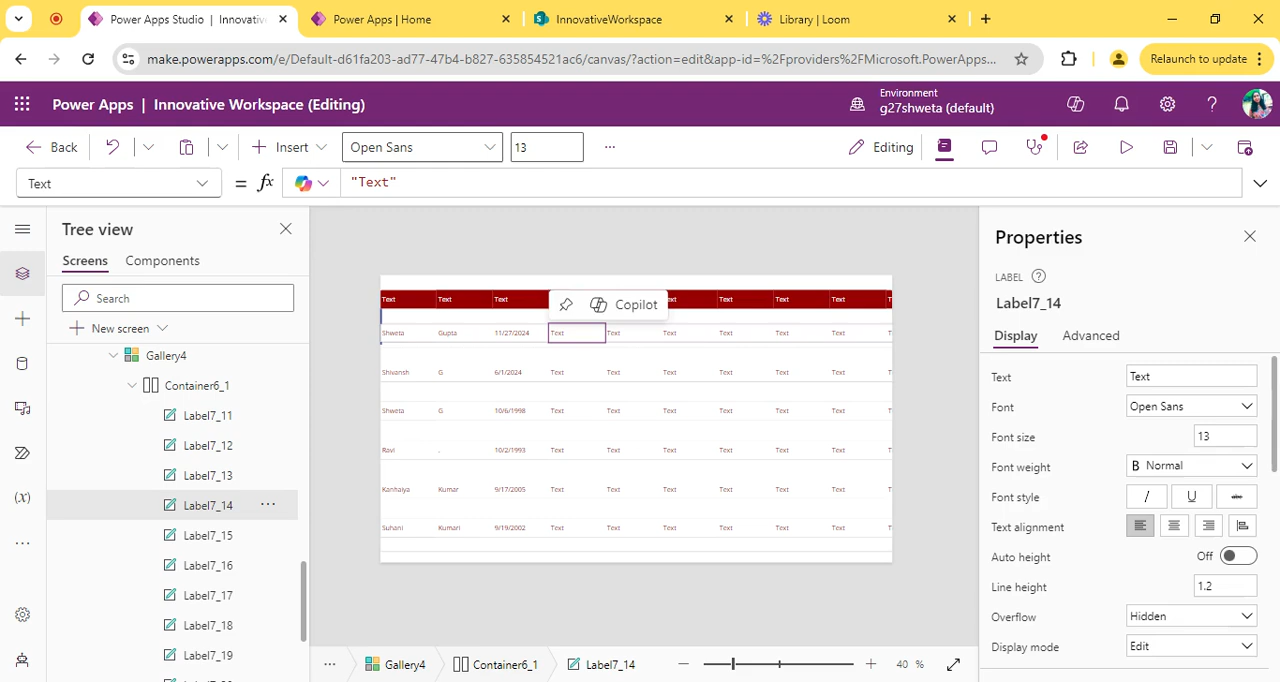 Power Apps Studio | Innovativ
Power Apps | Home
InnovativeWorkspace
Library | Loom
make.powerapps.com/e/Default-d61fa203-ad77-47b4-b827-635854521ac6/canvas/?action=edit&app-id=%2Fproviders%2FMicrosoft.PowerApps...
Relaunch to update
Power Apps | Innovative Workspace (Editing)
Environment
g27shweta (default)
Back
Insert
Open Sans
13
...
Editing
Text
= fx
"Text"
Tree view
Screens Components
Search
New screen
Gallery4
Container6_1
Label7_11
Label7_12
Label7_13
Label7_14
Label7_15
Label7_16
Label7_17
Label7_18
Label7_19
Text Text Text Text Text Text
Copilot
Shweta Gupta 11/27/2024 Text Text Text Text Text Text
Shivansh G 6/1/2024 Text Text Text Text Text Text
Shweta G 10/6/1998 Text Text Text Text Text Text
Ravi . 10/2/1993 Text Text Text Text Text Text
Kanhaiya Kumar 9/17/2005 Text Text Text Text Text Text
Suhani Kumari 9/19/2002 Text Text Text Text Text Text
... Gallery4 Container6_1 Label7_14
40 %
Properties
LABEL
Label7_14
Display Advanced
Text Text
Font Open Sans
Font size 13
Font weight B Normal
Font style / U abc
Text alignment
Auto height Off
Line height 1.2
Overflow Hidden
Display mode Edit